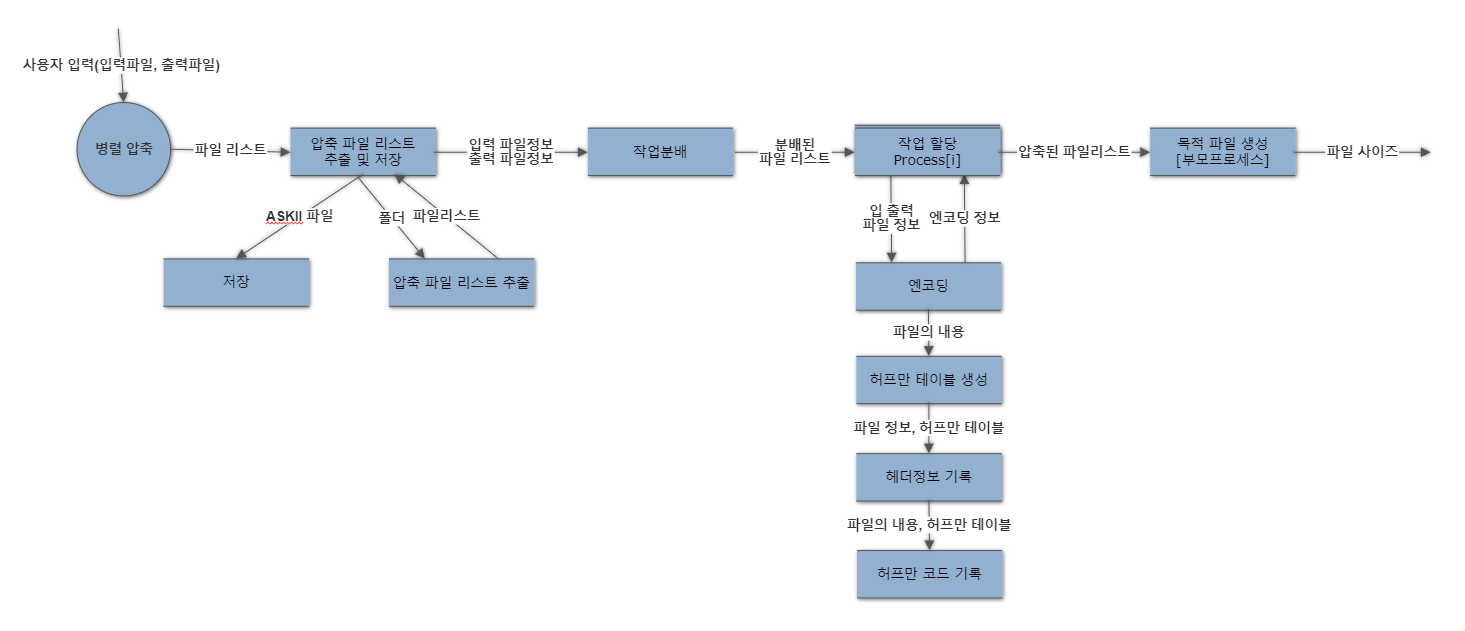 사용자 입력(입력파일, 출력파일)
병렬 압축
파일 리스트
압축 파일 리스트
추출 및 저장
입력 파일정보
출력 파일정보
작업분배
분배된
파일 리스트
작업 할당
Process[i]
압축된 파일리스트
목적 파일 생성
[부모프로세스]
파일 사이즈
ASKII 파일
폴더
파일리스트
저장
압축 파일 리스트 추출
입 출력
파일 정보
엔코딩 정보
엔코딩
파일의 내용
허프만 테이블 생성
파일 정보, 허프만 테이블
헤더정보 기록
파일의 내용, 허프만 테이블
허프만 코드 기록